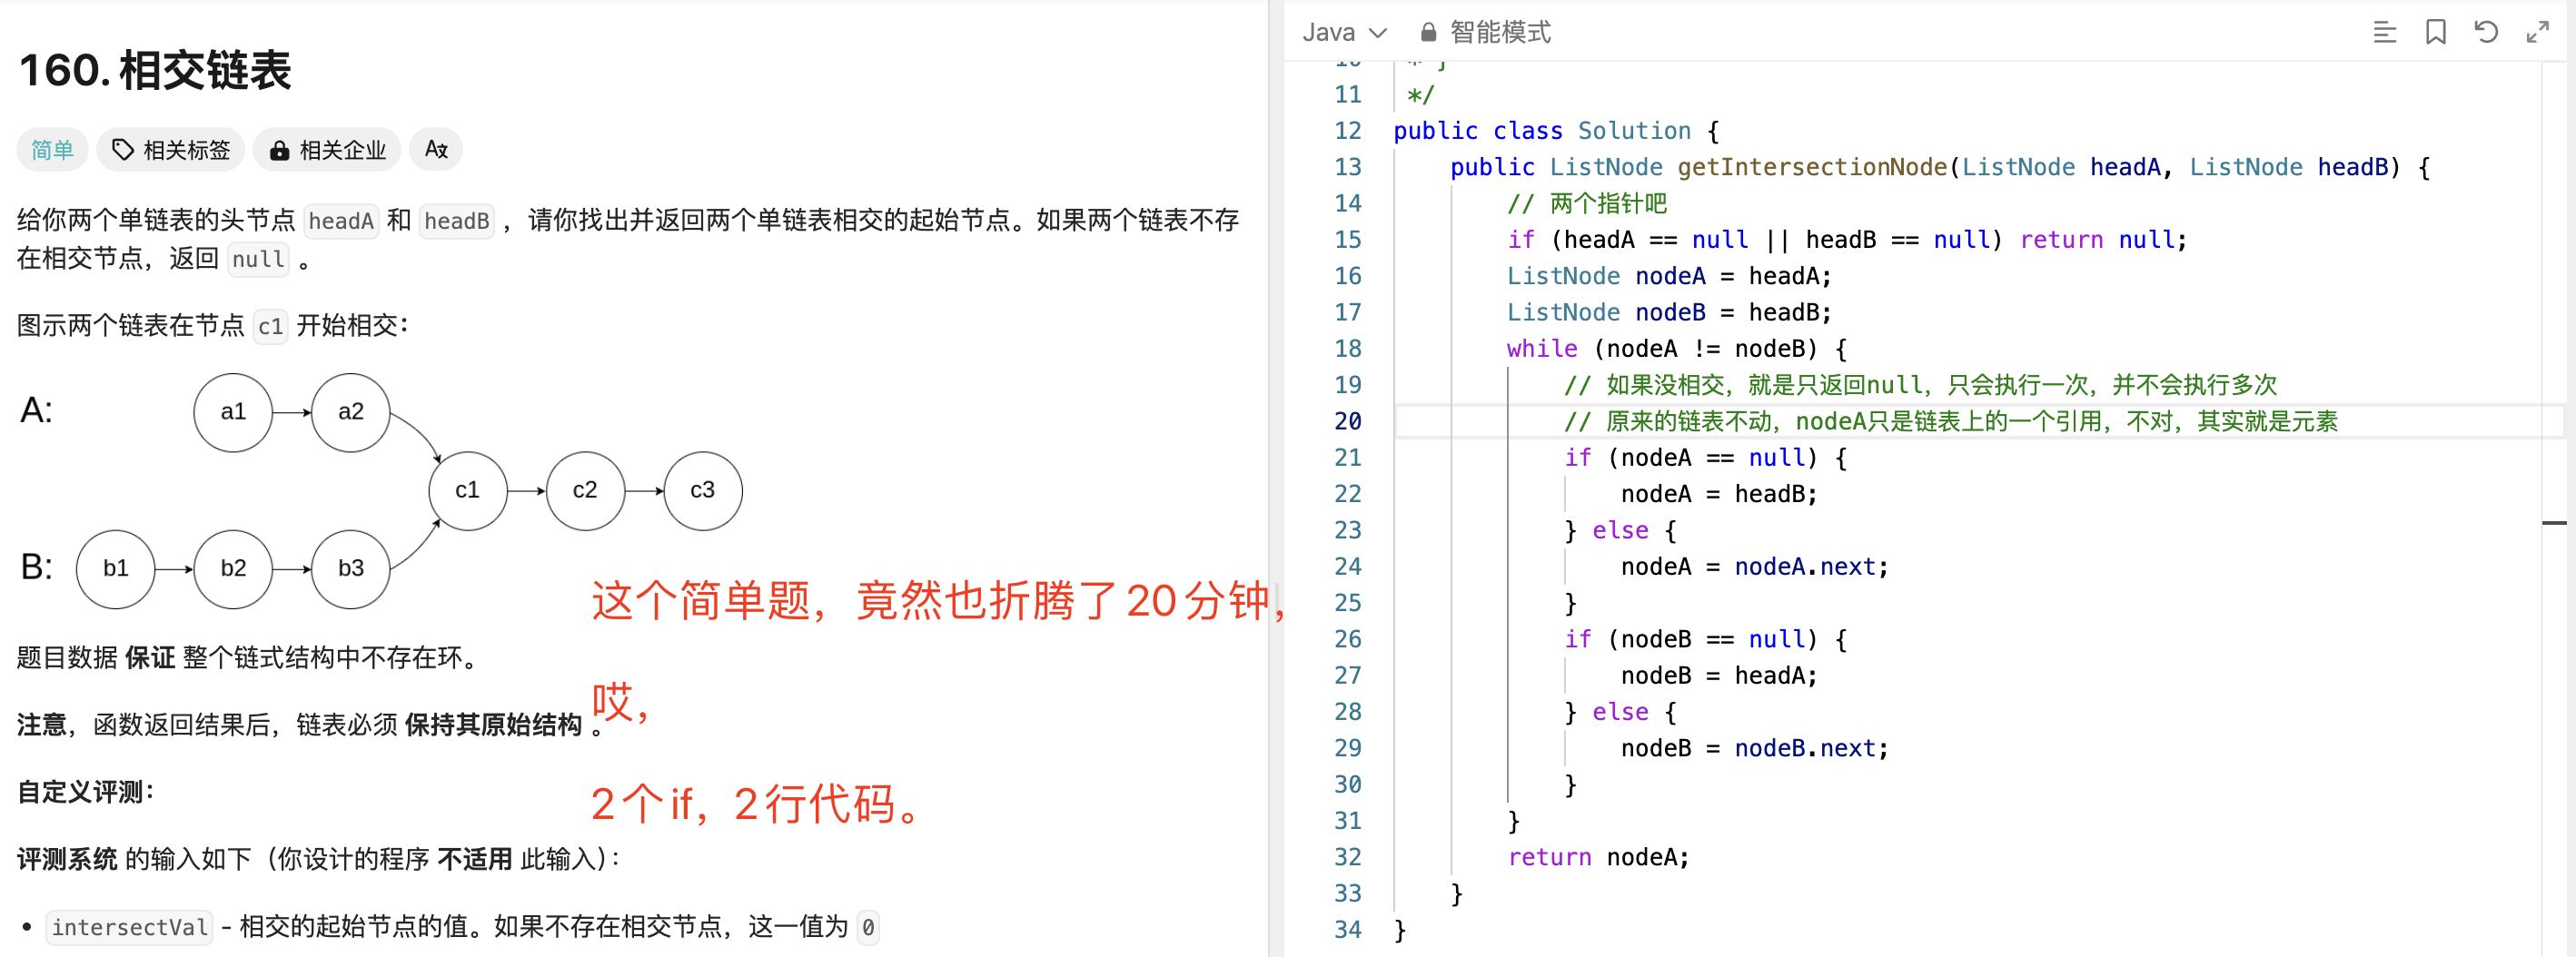 160. 相交链表
简单 相关标签 相关企业 Aʐ
给你两个单链表的头节点 headA 和 headB ，请你找出并返回两个单链表相交的起始节点。如果两个链表不存
在相交节点，返回 null 。
图示两个链表在节点 c1 开始相交：
A:
a1
a2
c1
c2
c3
B:
b1
b2
b3
这个简单题，竟然也折腾了20分钟，
哎，
2个if，2行代码。
题目数据 保证 整个链式结构中不存在环。
注意，函数返回结果后，链表必须 保持其原始结构 。
自定义评测：
评测系统 的输入如下（你设计的程序 不适用 此输入）：
• intersectVal - 相交的起始节点的值。如果不存在相交节点，这一值为 0
Java 智能模式
11 */
12 public class Solution {
13 public ListNode getIntersectionNode(ListNode headA, ListNode headB) {
14 // 两个指针吧
15 if (headA == null || headB == null) return null;
16 ListNode nodeA = headA;
17 ListNode nodeB = headB;
18 while (nodeA != nodeB) {
19 // 如果没相交，就是只返回null，只会执行一次，并不会执行多次
20 // 原来的链表不动，nodeA只是链表上的一个引用，不对，其实就是元素
21 if (nodeA == null) {
22 nodeA = headB;
23 } else {
24 nodeA = nodeA.next;
25 }
26 if (nodeB == null) {
27 nodeB = headA;
28 } else {
29 nodeB = nodeB.next;
30 }
31 }
32 return nodeA;
33 }
34 }